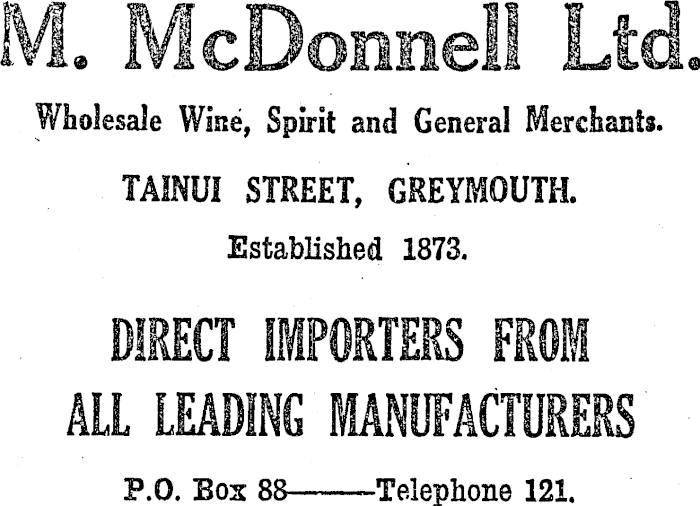 M. McDonnell Ltd.
Wholesale Wine, Spirit and General Merchants.
TAINUI STREET, GREYMOUTH.
Established 1873.
DIRECT IMPORTERS FROM
ALL LEADING MANUFACTURERS
P.O. Box 88———Telephone 121.